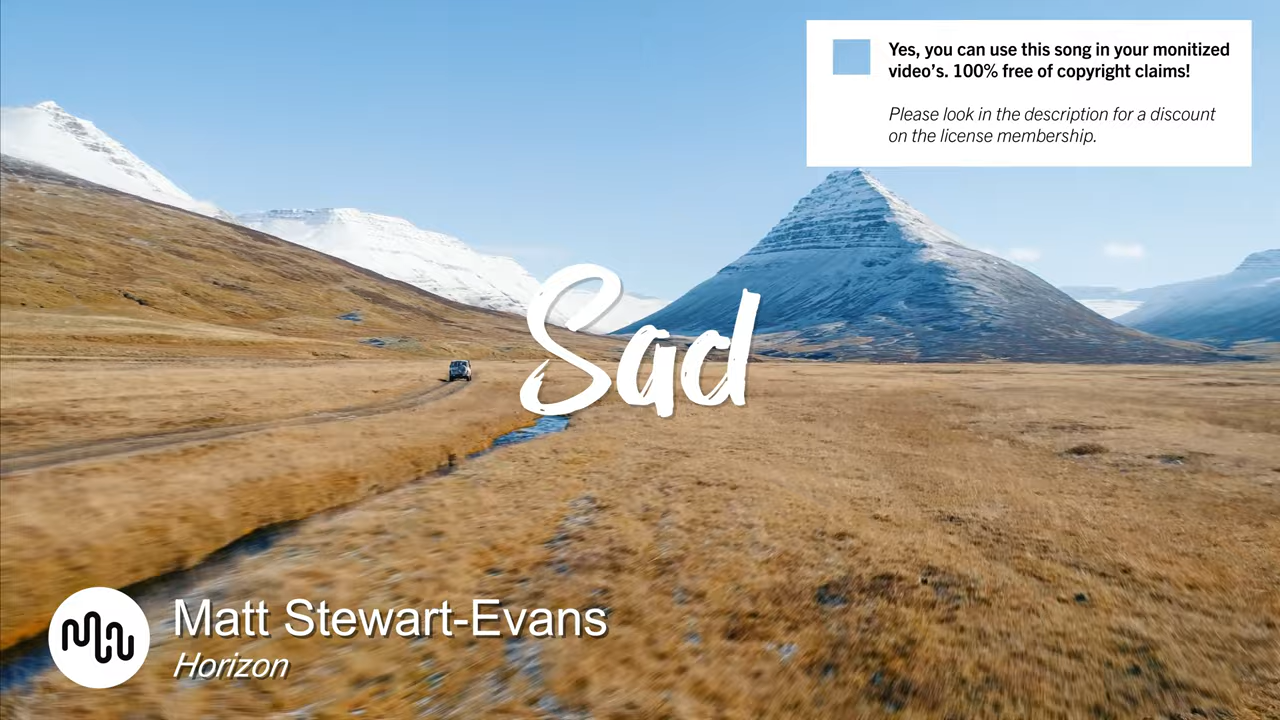 Yes, you can use this song in your monitized
video's. 100% free of copyright claims!
Please look in the description for a discount
on the license membership.
Sad
Matt Stewart-Evans
Horizon